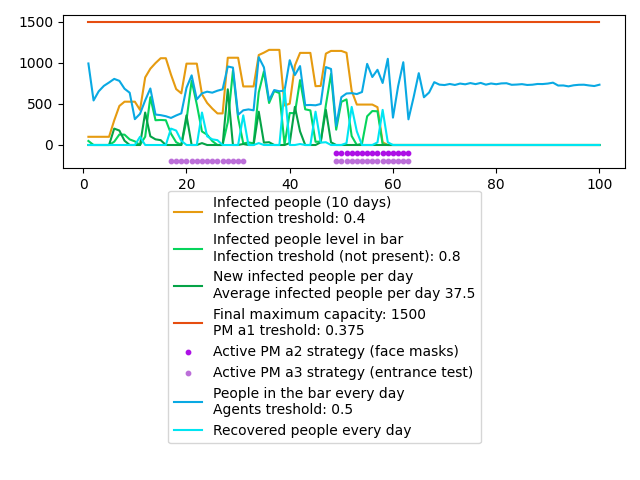 1500
1000
500
0
0
20
40
60
80
100
Infected people (10 days)
Infection treshold: 0.4
Infected people level in bar
Infection treshold (not present): 0.8
New infected people per day
Average infected people per day 37.5
Final maximum capacity: 1500
PM a1 treshold: 0.375
Active PM a2 strategy (face masks)
Active PM a3 strategy (entrance test)
People in the bar every day
Agents treshold: 0.5
Recovered people every day